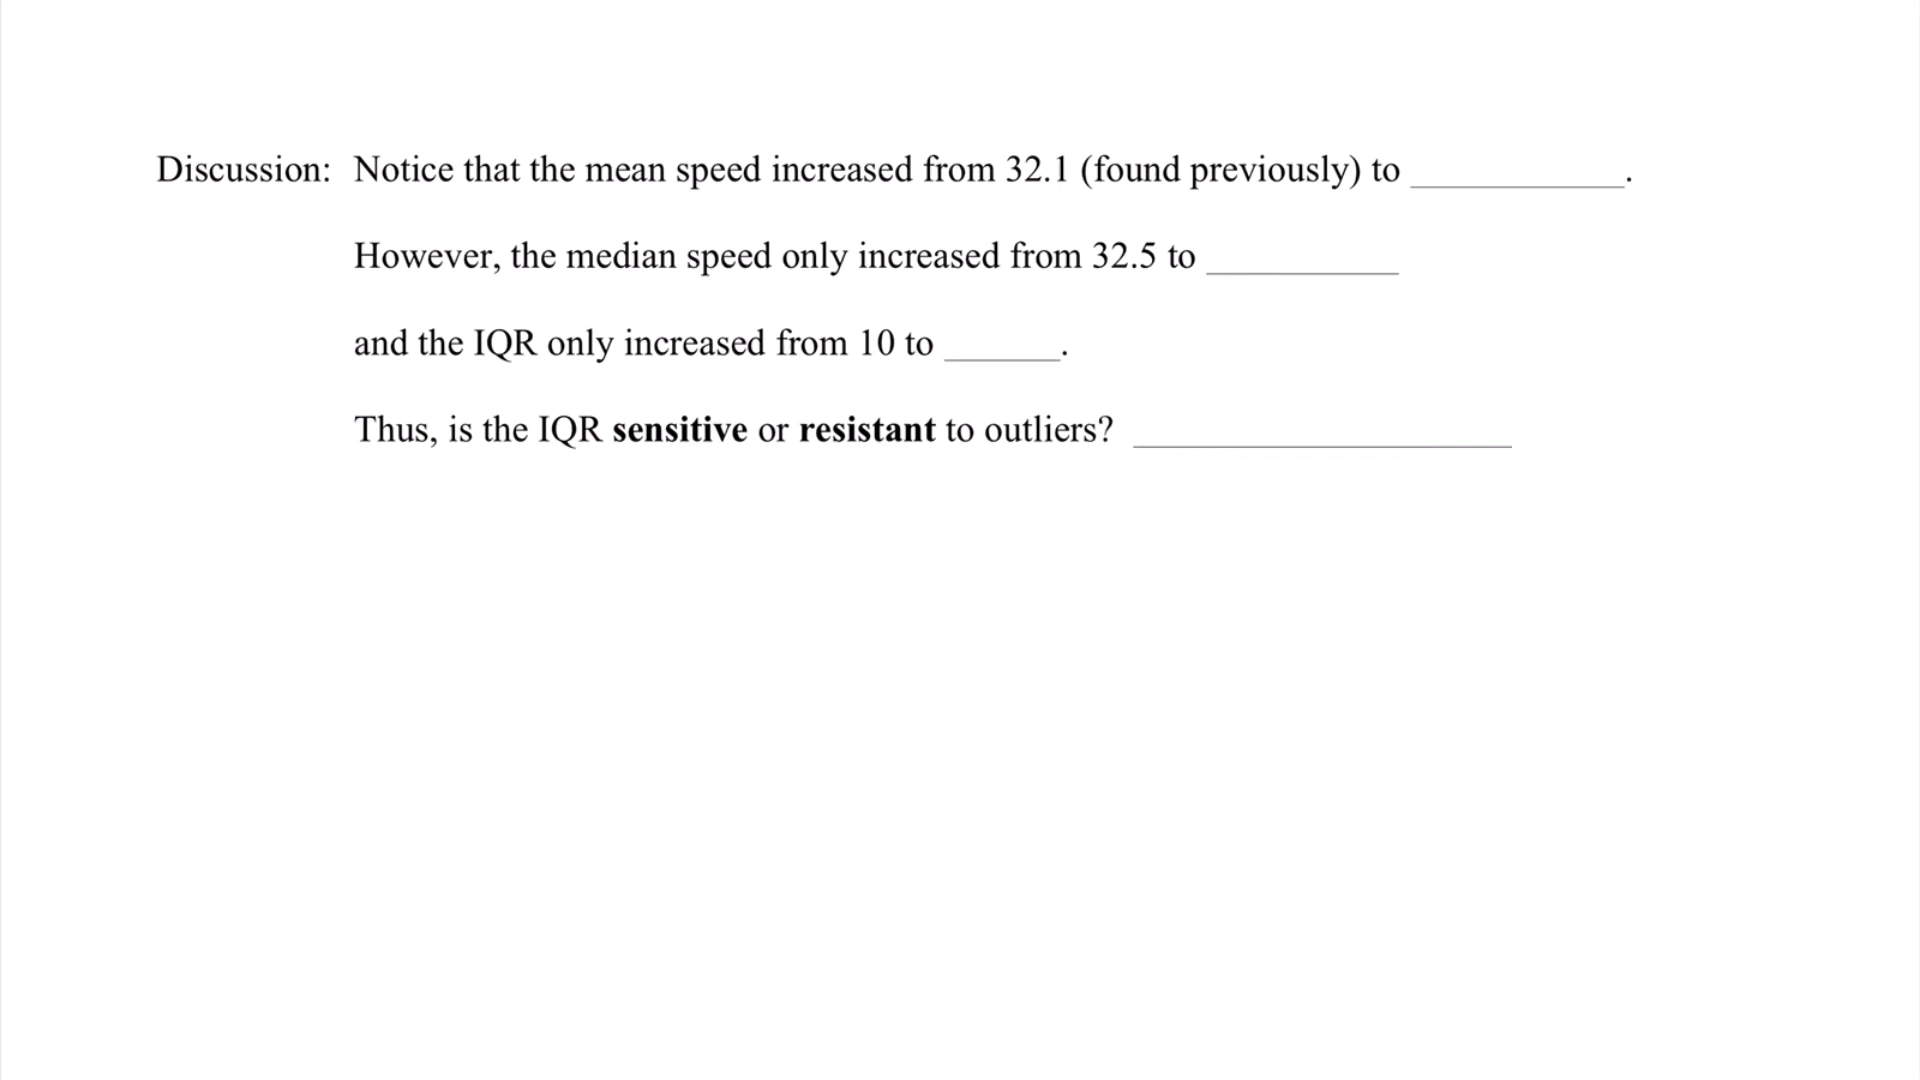 Discussion: Notice that the mean speed increased from 32.1 (found previously) to ____________.
However, the median speed only increased from 32.5 to ___________
and the IQR only increased from 10 to ______.
Thus, is the IQR sensitive or resistant to outliers? _____________________